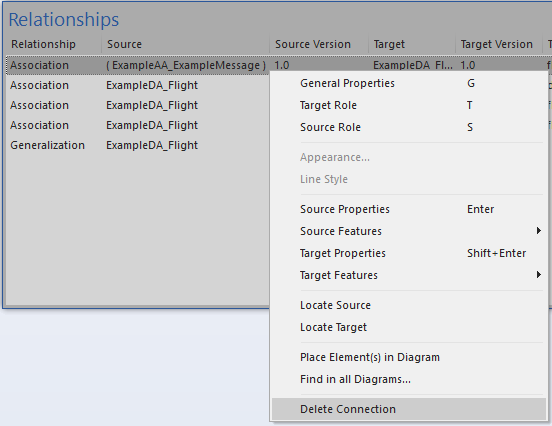 Relationships
Relationship Source Source Version Target Target Version T
Association ( ExampleAA_ExampleMessage ) 1.0 ExampleDA_Fl... 1.0 f
Association ExampleDA_Flight
Association ExampleDA_Flight
Association ExampleDA_Flight
Generalization ExampleDA_Flight
General Properties G
Target Role T
Source Role S
Appearance...
Line Style
Source Properties Enter
Source Features
Target Properties Shift+Enter
Target Features
Locate Source
Locate Target
Place Element(s) in Diagram
Find in all Diagrams...
Delete Connection